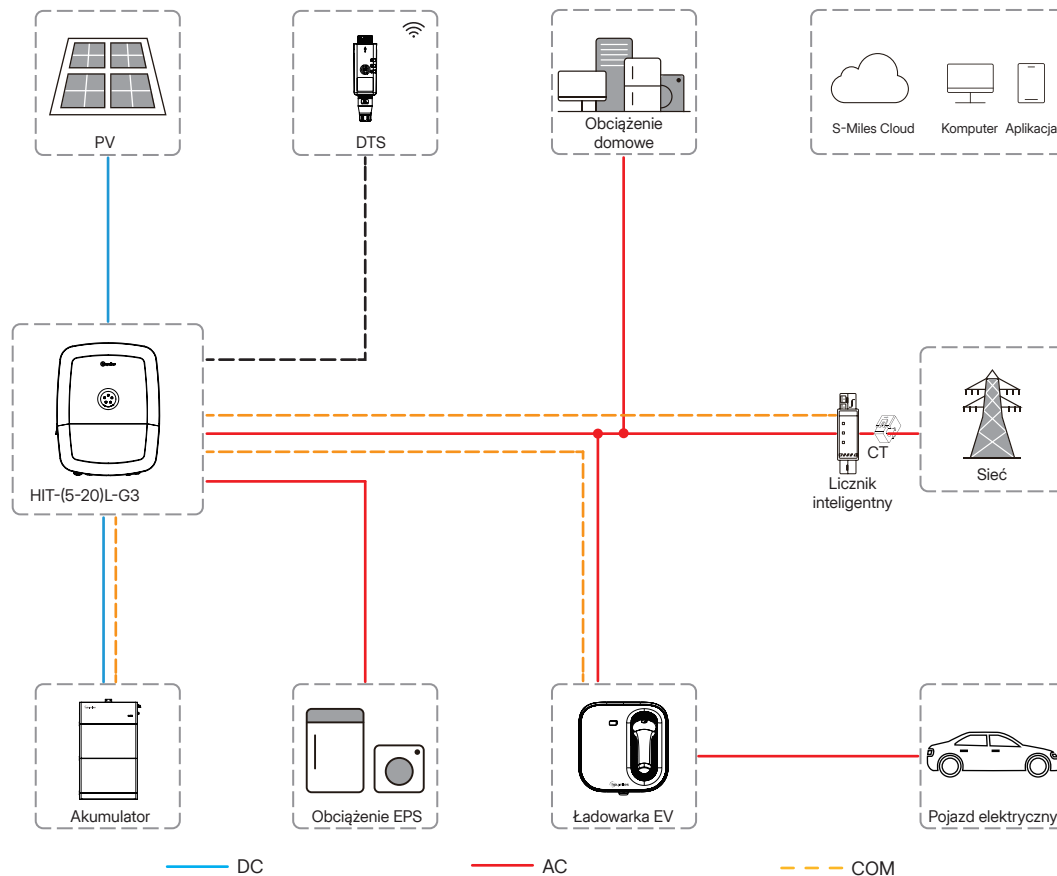 PV
DTS
Obciążenie
domowe
S-Miles Cloud
Komputer
Aplikacja
HIT-(5-20)L-G3
CT
Licznik
inteligentny
Sieć
Akumulator
Obciążenie EPS
Ładowarka EV
Pojazd elektryczny
DC
AC
COM